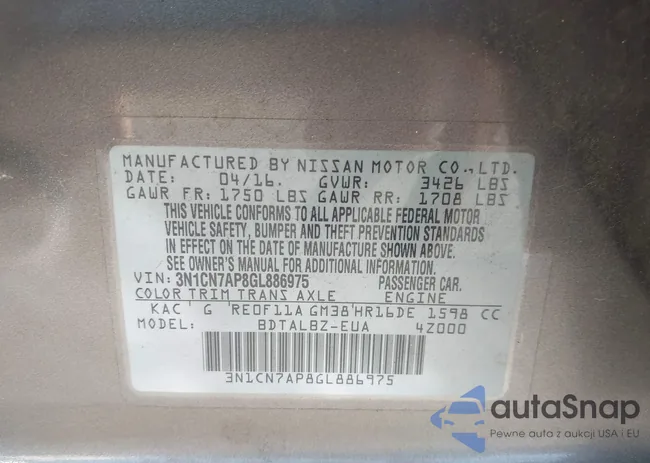 MANUFACTURED BY NISSAN MOTOR CO., LTD.
DATE: 04/16. GVWR: 3426 LBS
GAWR FR: 1750 LBS GAWR RR: 1708 LBS
THIS VEHICLE CONFORMS TO ALL APPLICABLE FEDERAL MOTOR
VEHICLE SAFETY, BUMPER AND THEFT PREVENTION STANDARDS
IN EFFECT ON THE DATE OF MANUFACTURE SHOWN ABOVE.
SEE OWNER'S MANUAL FOR ADDITIONAL INFORMATION.
VIN: 3N1CN7AP8GL886975 PASSENGER CAR.
COLOR TRIM TRANS AXLE ENGINE
KAC' G 'RE0F11A GM38'HR16DE 1598 CC
MODEL: BDTALBZ-EUA 4Z000
3N1CN7AP8GL886975
autaSnap
Pewne auta z aukcji USA i EU